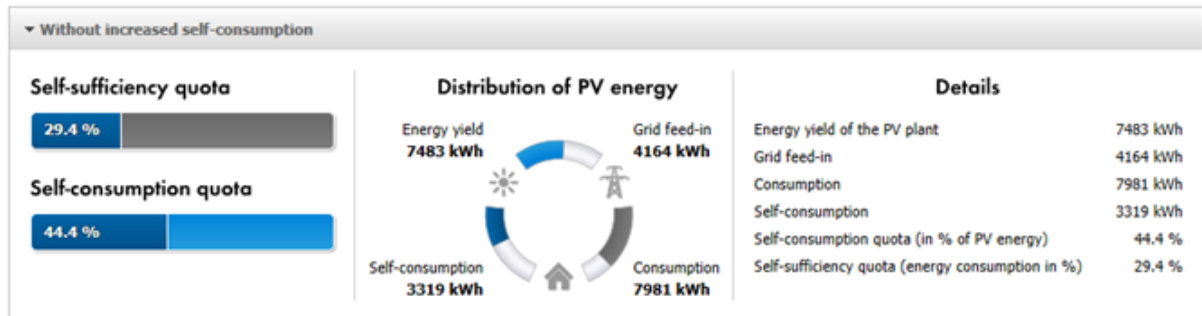 Without increased self-consumption
Self-sufficiency quota
29.4 %
Self-consumption quota
44.4 %
Distribution of PV energy
Energy yield
7483 kWh
Grid feed-in
4164 kWh
Self-consumption
3319 kWh
Consumption
7981 kWh
Details
Energy yield of the PV plant 7483 kWh
Grid feed-in 4164 kWh
Consumption 7981 kWh
Self-consumption 3319 kWh
Self-consumption quota (in % of PV energy) 44.4 %
Self-sufficiency quota (energy consumption in %) 29.4 %